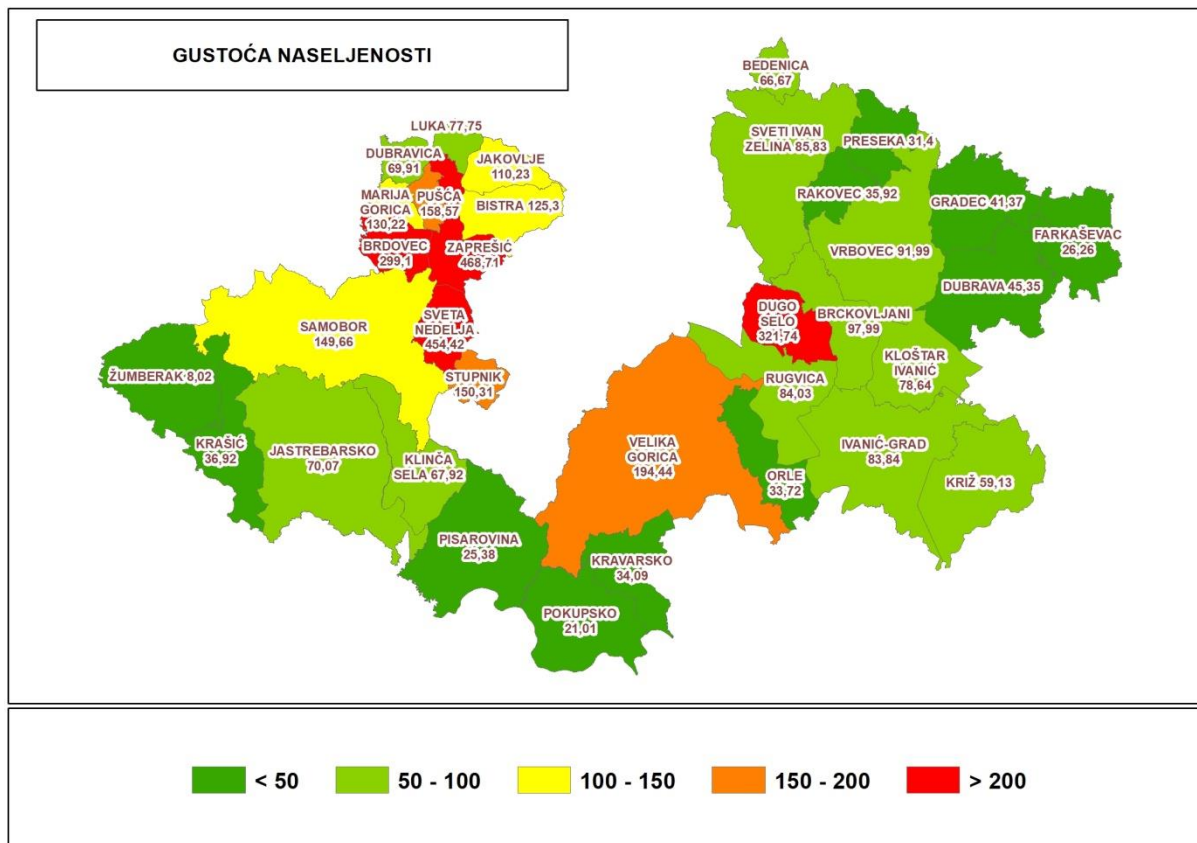 GUSTOĆA NASELJENOSTI
BEDENICA
66,67
LUKA 77,75
DUBRAVICA
69,91
JAKOVLJE
110,23
MARIJA
GORICA
130,22
PUŠĆA
158,57
BISTRA 125,3
BRDOVEC
299,1
ZAPREŠIĆ
468,71
SVETI IVAN
ZELINA 85,83
PRESEKA 31,4
RAKOVEC 35,92
GRADEC 41,37
FARKAŠEVAC
26,26
VRBOVEC 91,99
DUBRAVA 45,35
SAMOBOR
149,66
SVETA
NEDELJA
454,42
STUPNIK
150,31
DUGO
SELO
321,74
BRCKOVLJANI
97,99
KLOŠTAR
IVANIĆ
78,64
RUGVICA
84,03
ŽUMBERAK 8,02
KRAŠIĆ
36,92
JASTREBARSKO
70,07
KLINČA
SELA 67,92
VELIKA
GORICA
194,44
ORLE
33,72
IVANIĆ-GRAD
83,84
KRIŽ 59,13
PISAROVINA
25,38
KRAVARSKO
34,09
POKUPSKO
21,01
< 50
50 - 100
100 - 150
150 - 200
> 200